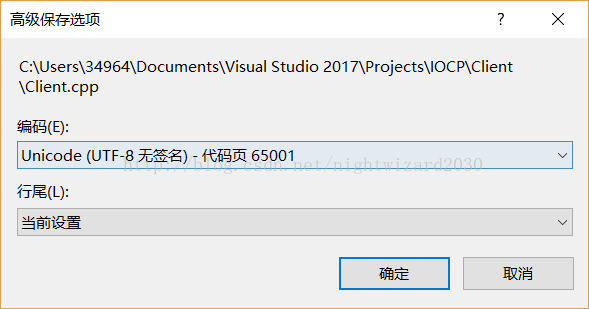 高级保存选项
?
C:\Users\34964\Documents\Visual Studio 2017\Projects\IOCP\Client
\Client.cpp
编码(E):
Unicode (UTF-8 无签名) - 代码页 65001
http://blog.csdn.net/nightwizard2030
行尾(L):
当前设置
确定 取消